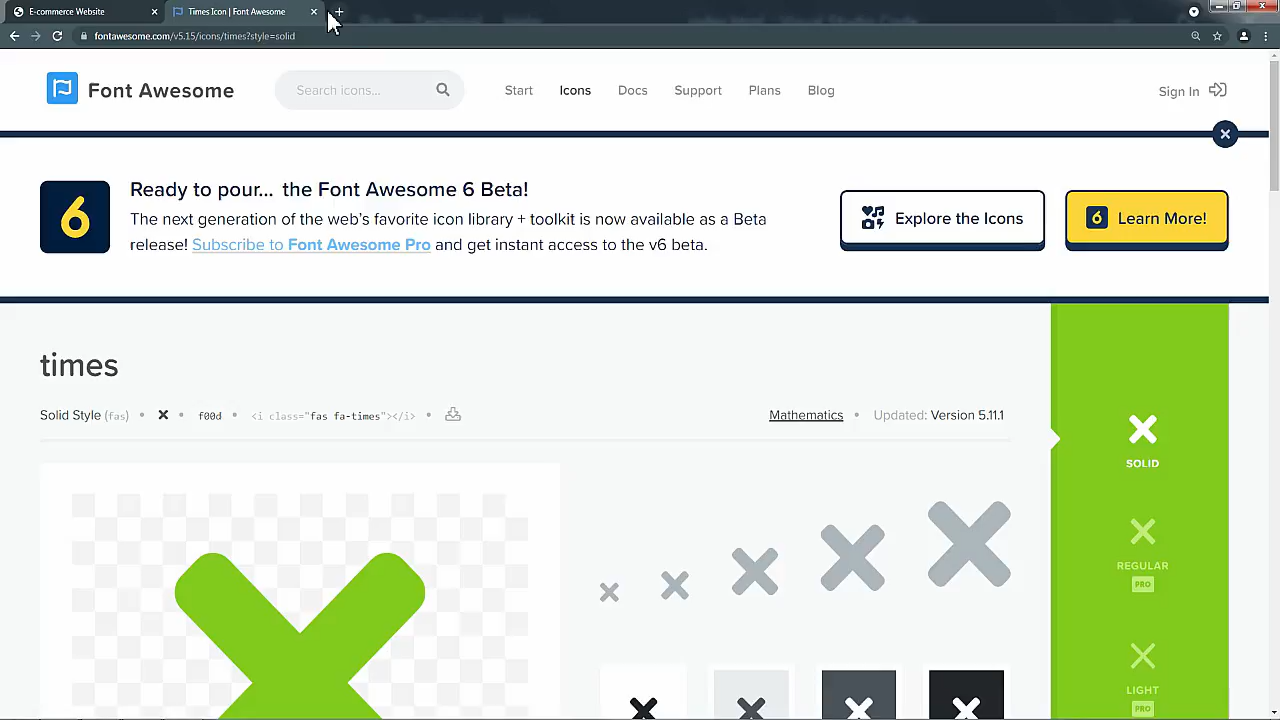 E-commerce Website
Times Icon | Font Awesome
fontawesome.com/v5.15/icons/times?style=solid
Font Awesome
Search icons...
Start
Icons
Docs
Support
Plans
Blog
Sign In
6
Ready to pour... the Font Awesome 6 Beta!
The next generation of the web's favorite icon library + toolkit is now available as a Beta
release! Subscribe to Font Awesome Pro and get instant access to the v6 beta.
Explore the Icons
6 Learn More!
times
Solid Style (fas)
f00d
<i class="fas fa-times"></i>
Mathematics
Updated: Version 5.11.1
SOLID
REGULAR
PRO
LIGHT
PRO